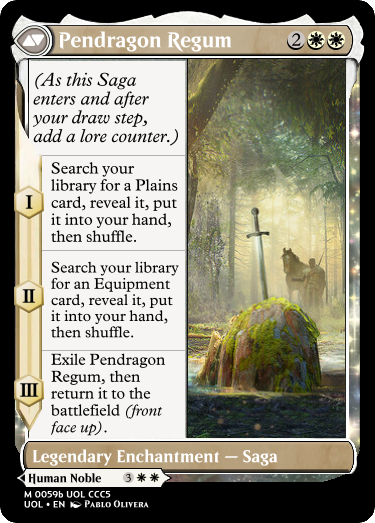 Pendragon Regum 2
(As this Saga
enters and after
your draw step,
add a lore counter.)
I
Search your
library for a Plains
card, reveal it, put
it into your hand,
then shuffle.
II
Search your library
for an Equipment
card, reveal it, put
it into your hand,
then shuffle.
III
Exile Pendragon
Regum, then
return it to the
battlefield (front
face up).
Legendary Enchantment — Saga
Human Noble 3
M 0059b UOL CCC5
UOL • EN Pablo Olivera